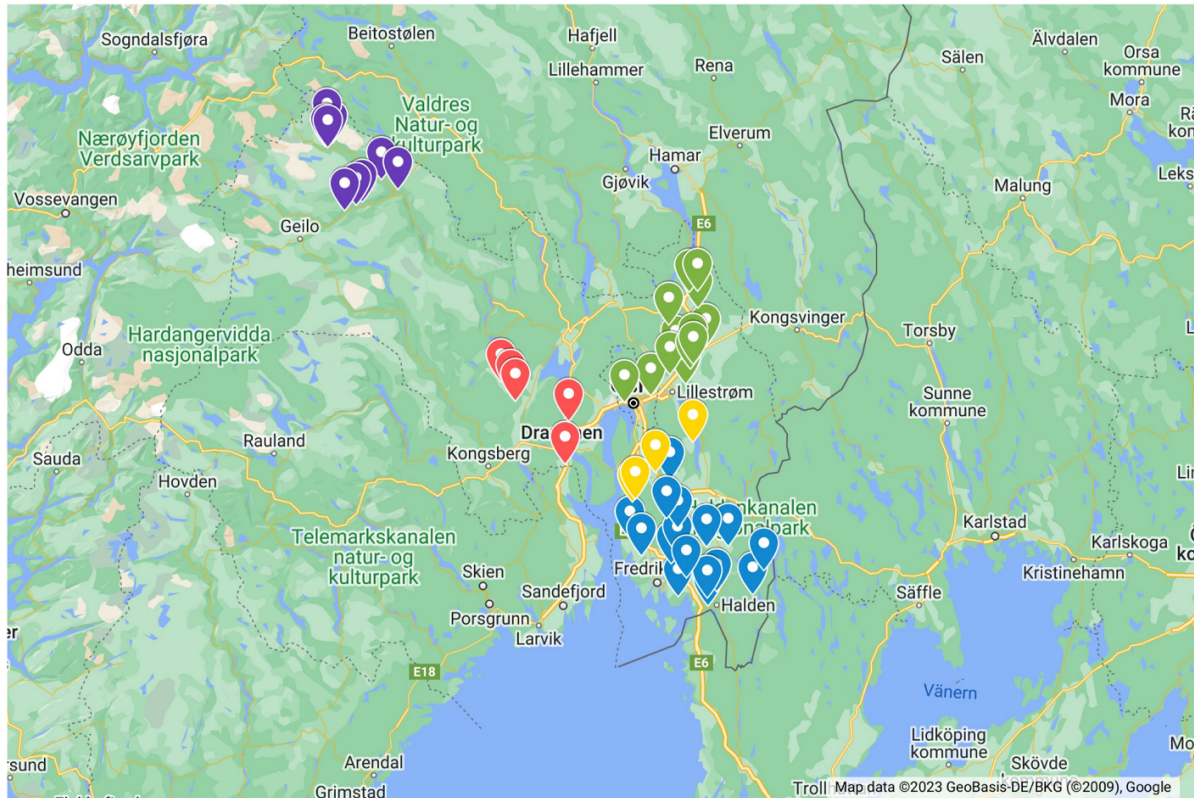 Sogndalsfjøra
Beitostølen
Hafjell
Lillehammer
Rena
Sälen
Älvdalen
Orsa
kommune
Mora
Nærøyfjorden
Verdsarvpark
Valdres
Natur- og
kulturpark
Elverum
Hamar
Gjøvik
Malung
Vossevangen
Geilo
E6
heimsund
Hardangervidda
nasjonalpark
Kongsvinger
Torsby
Odda
Lillestrøm
Sunne
kommune
Rauland
Kongsberg
Sauda
Hovden
Telemarkskanalen
natur- og
kulturpark
Karlstad
Karlskoga
Kristinehamn
Skien
Sandefjord
Porsgrunn
Halden
Säffle
Larvik
E18
E6
Vänern
Lidköping
kommune
Skövde
Arendal
Grimstad
Map data ©2023 GeoBasis-DE/BKG (©2009), Google